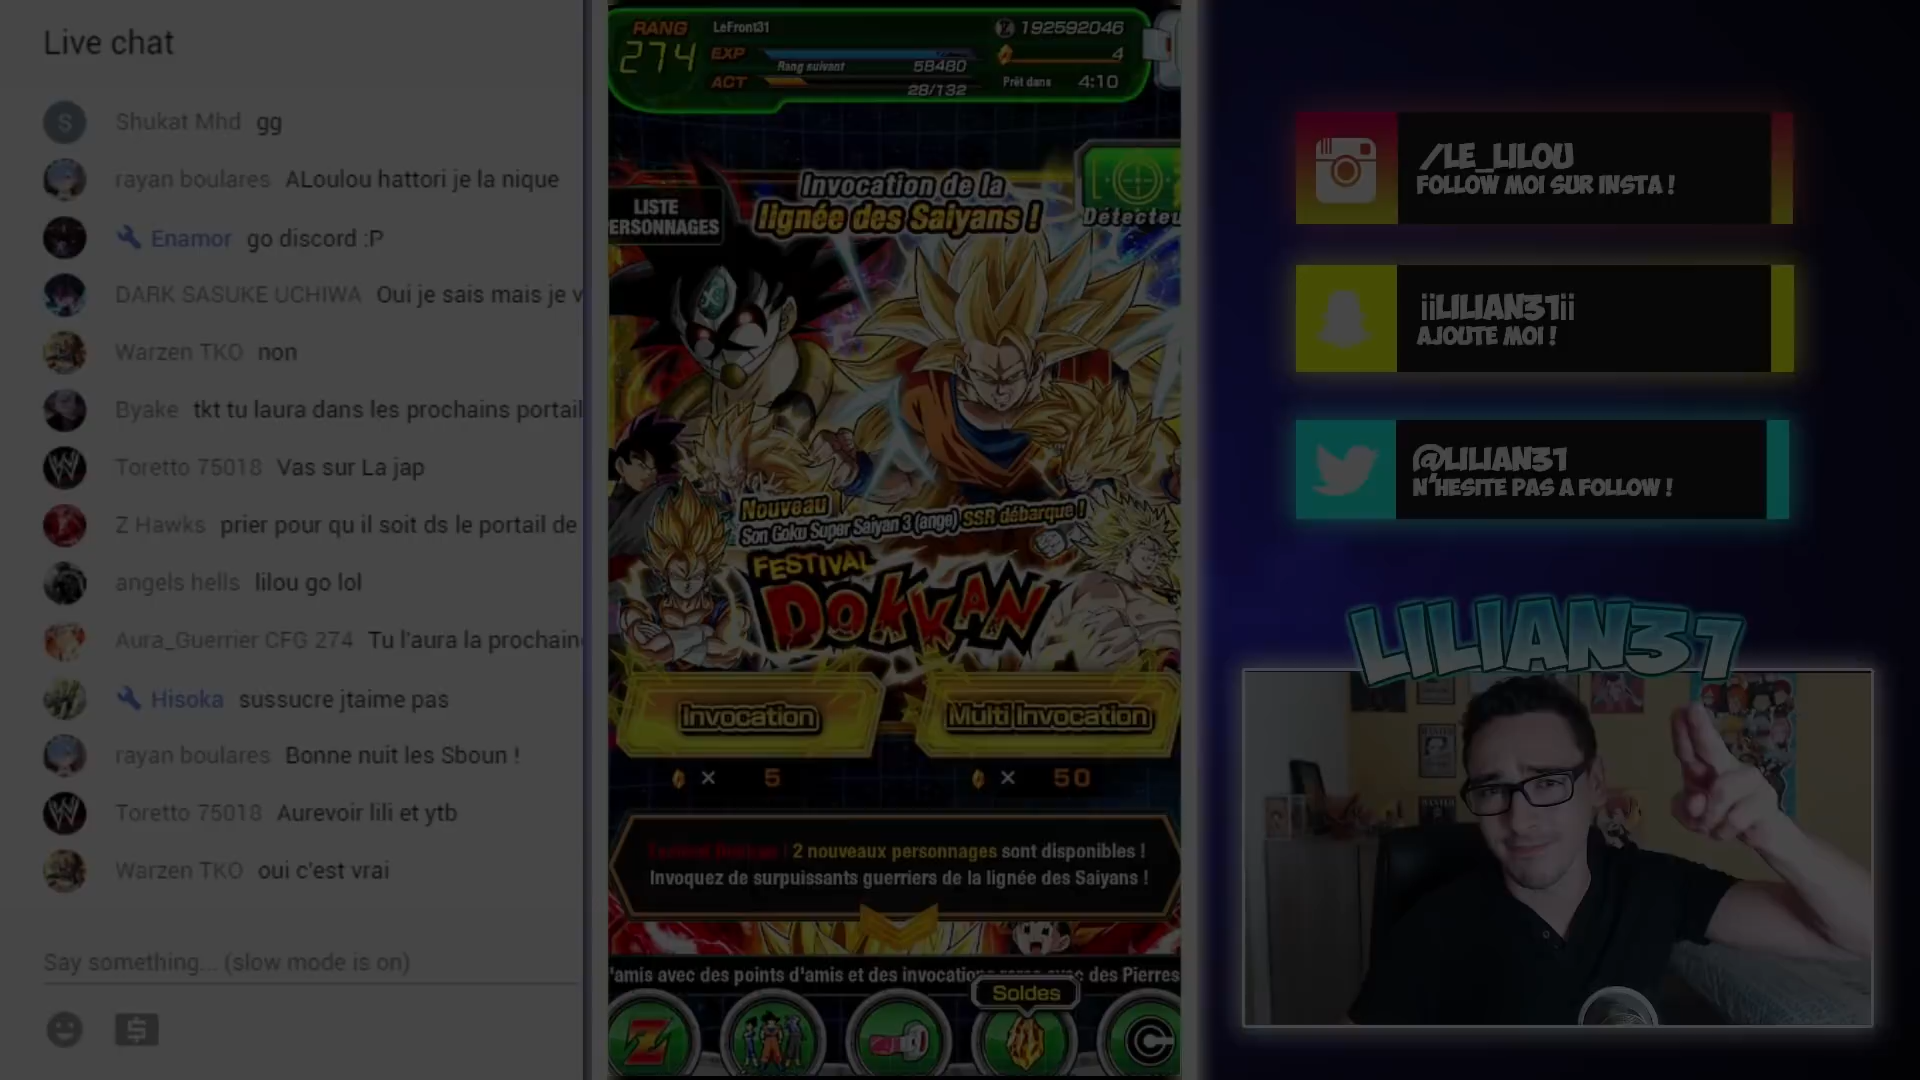 Live chat
S
Shukat Mhd gg
rayan boulares ALoulou hattori je la nique
Enamor go discord :P
DARK SASUKE UCHIWA Oui je sais mais je v
Warzen TKO non
Byake tkt tu laura dans les prochains portail
Toretto 75018 Vas sur La jap
Z Hawks prier pour qu il soit ds le portail de
angels hells lilou go lol
Aura_Guerrier CFG 274 Tu l'aura la prochain
Hisoka sussucre jtaime pas
rayan boulares Bonne nuit les Sboun !
Toretto 75018 Aurevoir lili et ytb
Warzen TKO oui c'est vrai
Say something... (slow mode is on)
RANG
274
LeFront31
EXP
Rang suivant 58480
ACT
28/132
192592046
4
Prêt dans 4:10
Invocation de la
lignée des Saiyans !
LISTE
ERSONNAGES
Détecteu
Nouveau
Son Goku Super Saiyan 3 (ange) SSR débarque !
FESTIVAL
DOKKAN
Invocation
× 5
Multi Invocation
× 50
2 nouveaux personnages sont disponibles !
Invoquez de surpuissants guerriers de la lignée des Saiyans !
'amis avec des points d'amis et des invocation des Pierres
Soldes
/LE_LILOU
FOLLOW MOI SUR INSTA !
iiLILIAN31ii
AJOUTE MOI !
@LILIAN31
N'HESITE PAS A FOLLOW !
LILIAN31